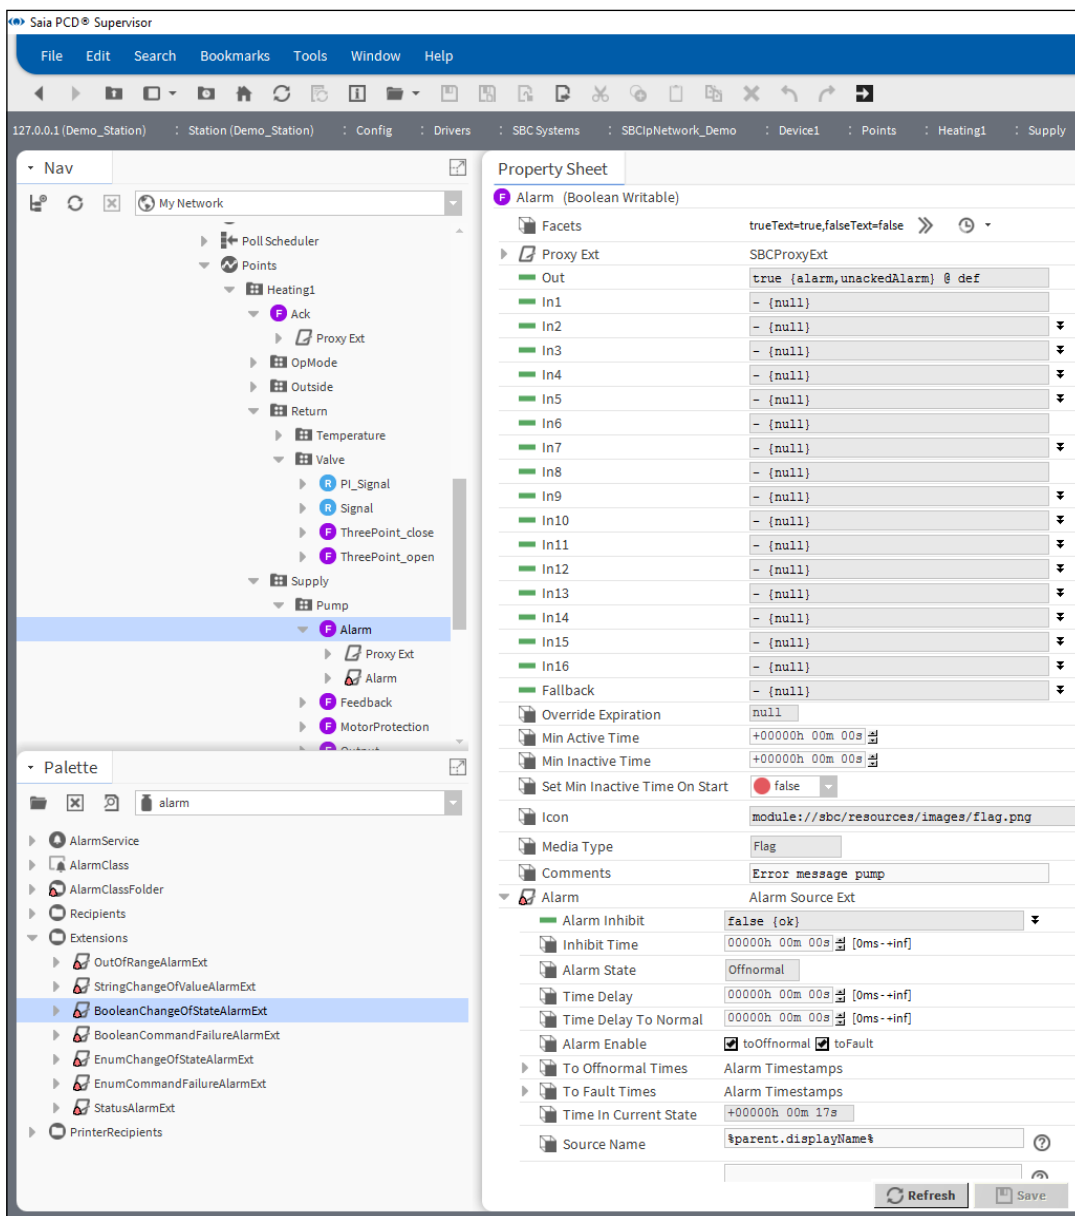 Saia PCD® Supervisor
File Edit Search Bookmarks Tools Window Help
127.0.0.1 (Demo_Station) : Station (Demo_Station) : Config : Drivers : SBC Systems : SBCIpNetwork_Demo : Device1 : Points : Heating1 : Supply
Nav
My Network
Poll Scheduler
Points
Heating1
F Ack
Proxy Ext
OpMode
Outside
Return
Temperature
Valve
R PI_Signal
R Signal
F ThreePoint_close
F ThreePoint_open
Supply
Pump
F Alarm
Proxy Ext
Alarm
F Feedback
F MotorProtection
Palette
alarm
AlarmService
AlarmClass
AlarmClassFolder
Recipients
Extensions
OutOfRangeAlarmExt
StringChangeOfValueAlarmExt
BooleanChangeOfStateAlarmExt
BooleanCommandFailureAlarmExt
EnumChangeOfStateAlarmExt
EnumCommandFailureAlarmExt
StatusAlarmExt
PrinterRecipients
Property Sheet
F Alarm (Boolean Writable)
Facets trueText=true,falseText=false
Proxy Ext SBCProxyExt
Out true {alarm,unackedAlarm} @ def
In1 - {null}
In2 - {null}
In3 - {null}
In4 - {null}
In5 - {null}
In6 - {null}
In7 - {null}
In8 - {null}
In9 - {null}
In10 - {null}
In11 - {null}
In12 - {null}
In13 - {null}
In14 - {null}
In15 - {null}
In16 - {null}
Fallback - {null}
Override Expiration null
Min Active Time +00000h 00m 00s
Min Inactive Time +00000h 00m 00s
Set Min Inactive Time On Start false
Icon module://sbc/resources/images/flag.png
Media Type Flag
Comments Error message pump
Alarm Alarm Source Ext
Alarm Inhibit false {ok}
Inhibit Time 00000h 00m 00s [0ms-+inf]
Alarm State Offnormal
Time Delay 00000h 00m 00s [0ms-+inf]
Time Delay To Normal 00000h 00m 00s [0ms-+inf]
Alarm Enable toOffnormal toFault
To Offnormal Times Alarm Timestamps
To Fault Times Alarm Timestamps
Time In Current State +00000h 00m 17s
Source Name %parent.displayName%
Refresh Save